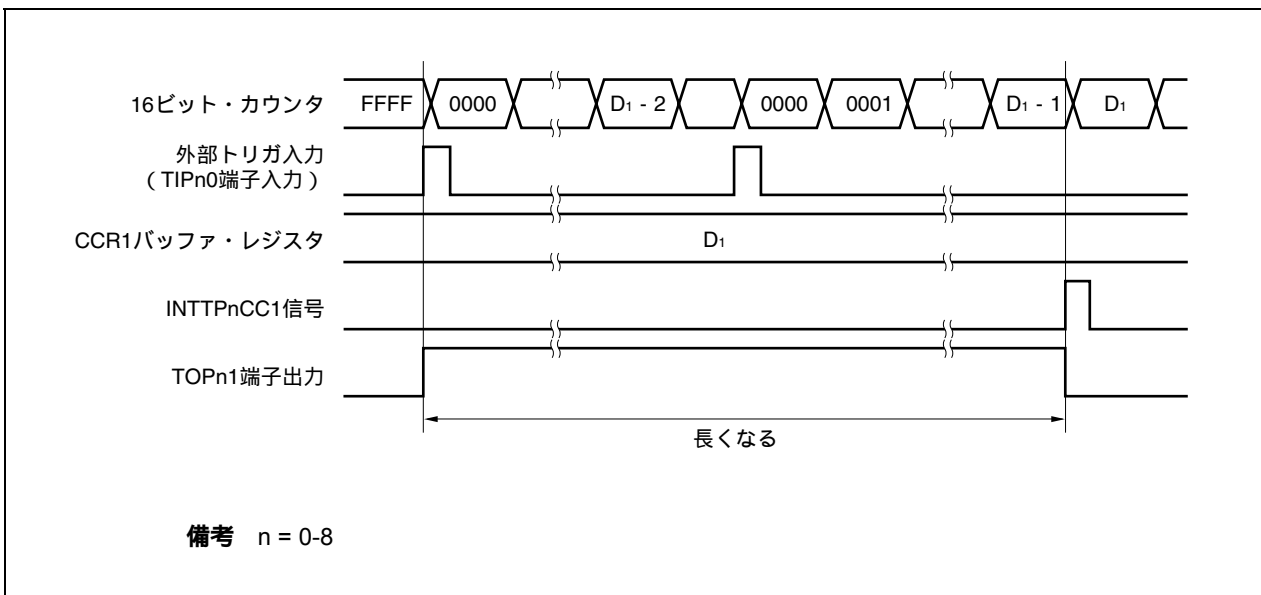 16ビット・カウンタ FFFF 0000 D1 - 2 0000 0001 D1 - 1 D1
外部トリガ入力
(TIPn0端子入力)
CCR1バッファ・レジスタ D1
INTTPnCC1信号
TOPn1端子出力
長くなる
備考 n = 0-8